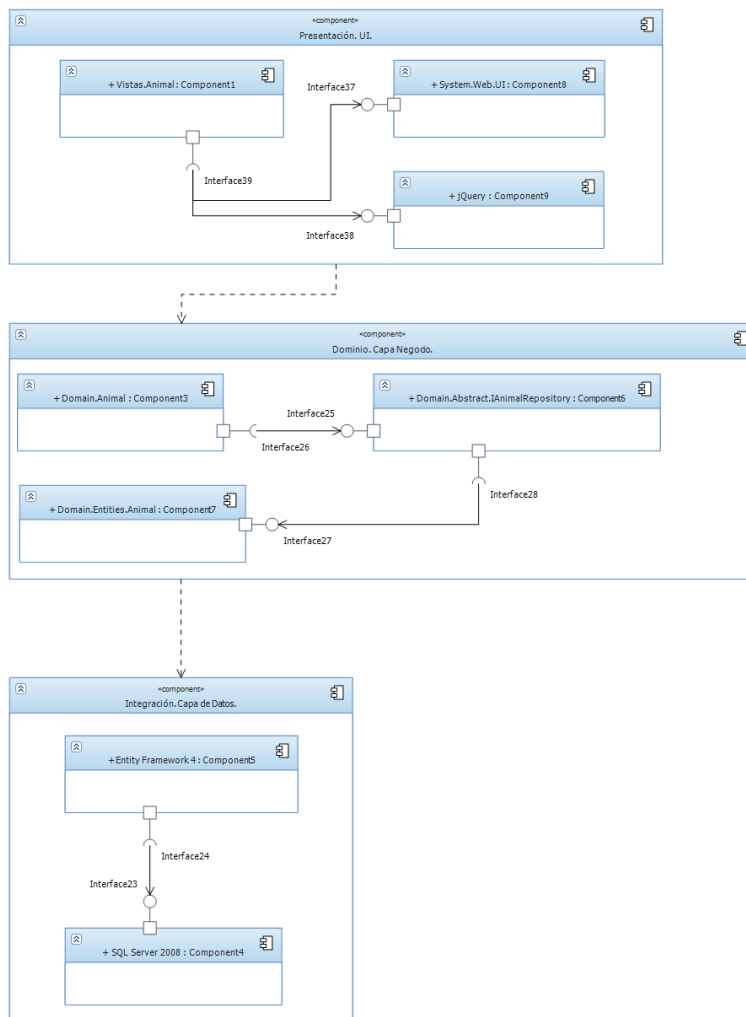 «component»
Presentación. UI.
+ Vistas.Animal : Component1
Interface37
+ System.Web.UI : Component8
Interface39
+ jQuery : Component9
Interface38
«component»
Dominio. Capa Negodo.
+ Domain.Animal : Component3
Interface25
+ Domain.Abstract.IAnimalRepository : Component6
Interface26
Interface28
+ Domain.Entities.Animal : Component7
Interface27
«component»
Integración.Capa de Datos.
+Entity Framework 4 : Component5
Interface24
Interface23
+ SQL Server 2008 : Component4